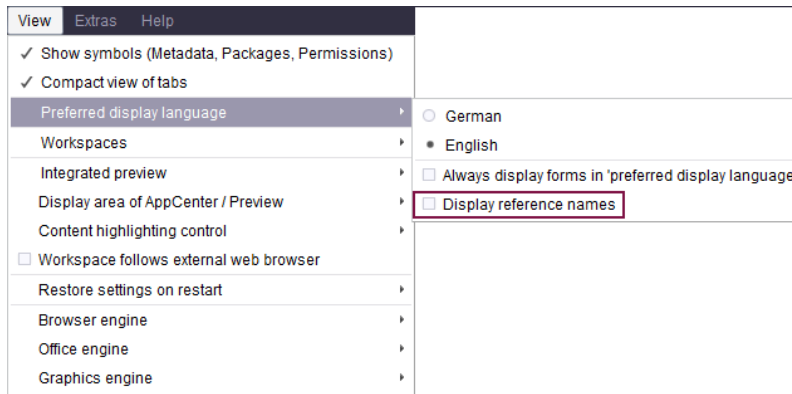 View Extras Help
Show symbols (Metadata, Packages, Permissions)
Compact view of tabs
Preferred display language
Workspaces
Integrated preview
Display area of AppCenter / Preview
Content highlighting control
Workspace follows external web browser
Restore settings on restart
Browser engine
Office engine
Graphics engine
German
English
Always display forms in 'preferred display language
Display reference names